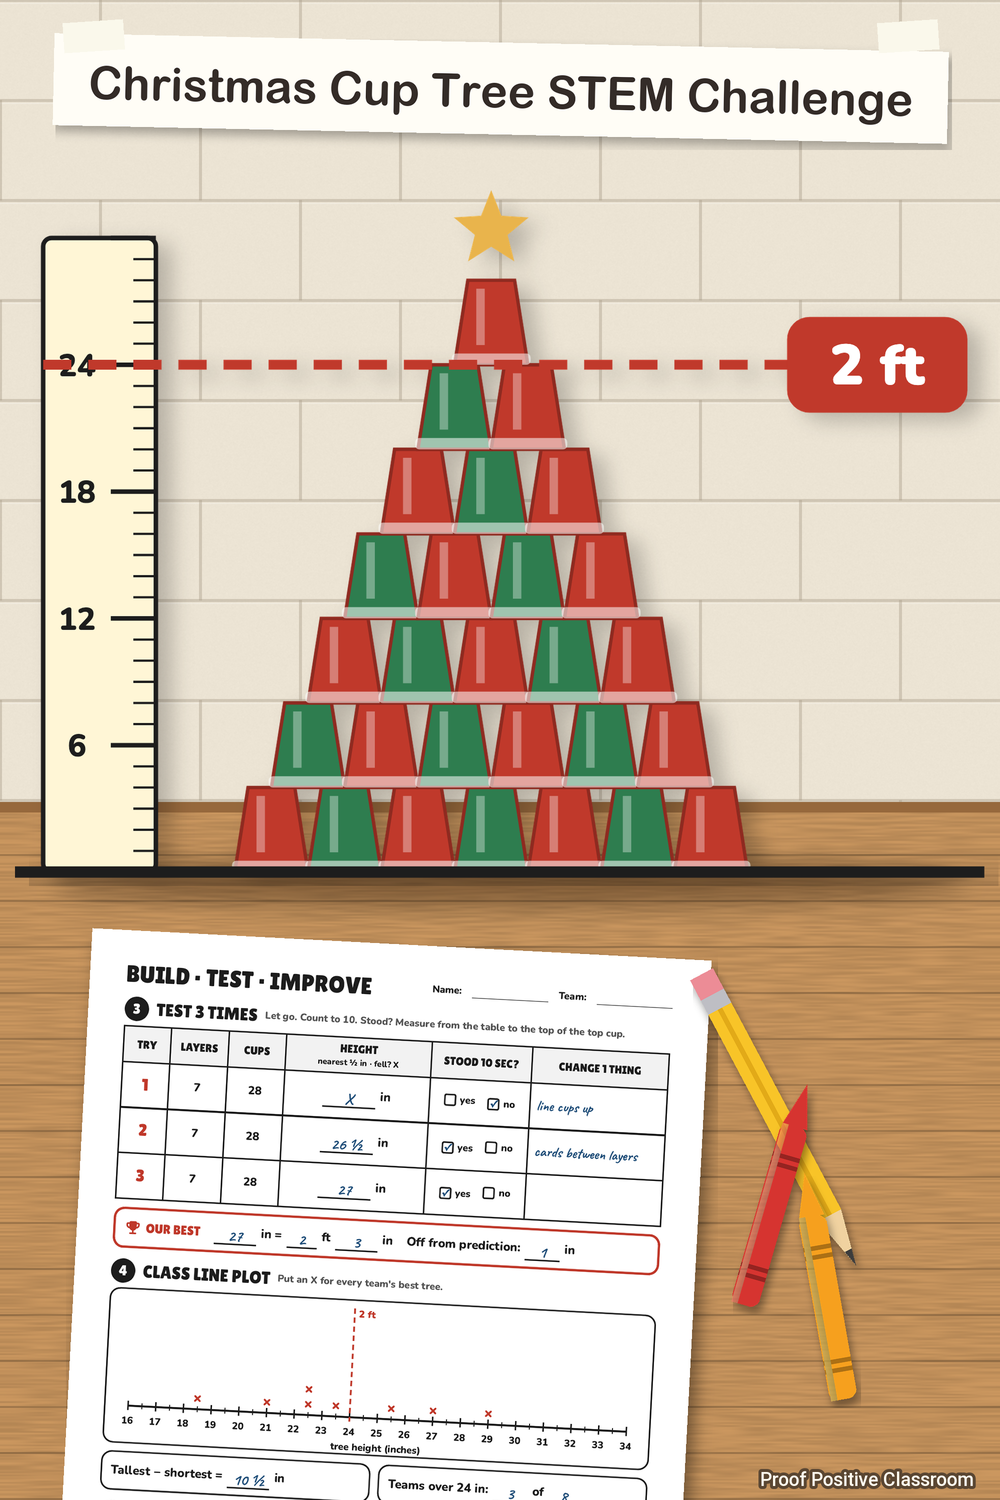 Christmas Cup Tree STEM Challenge
24
2 ft
18
12
6
BUILD · TEST · IMPROVE
Name: Team:
3 TEST 3 TIMES Let go. Count to 10. Stood? Measure from the table to the top of the top cup.
TRY LAYERS CUPS HEIGHT nearest ½ in · fell? X STOOD 10 SEC? CHANGE 1 THING
1 7 28 X in yes no line cups up
2 7 28 26 ½ in yes no cards between layers
3 7 28 27 in yes no
OUR BEST 27 in = 2 ft 3 in Off from prediction: 1 in
4 CLASS LINE PLOT Put an X for every team's best tree.
2 ft
16 17 18 19 20 21 22 23 24 25 26 27 28 29 30 31 32 33 34
tree height (inches)
Tallest – shortest = 10 ½ in
Teams over 24 in: 3 of 8
Proof Positive Classroom